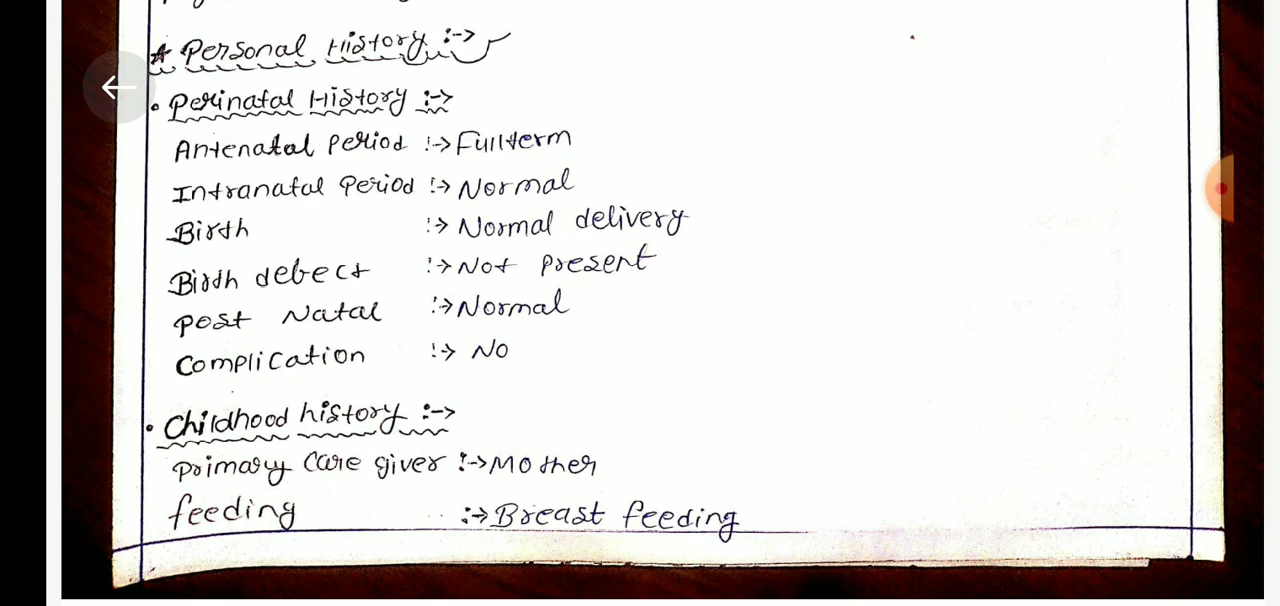 * Personal History :->
• Perinatal History :->
Antenatal Period :-> Fullterm
Intranatal Period :-> Normal
Birth :-> Normal delivery
Birth debect :-> Not present
Post Natal :-> Normal
Complication :-> No
• Childhood history :->
Primary Care giver :-> Mother
feeding :-> Breast feeding